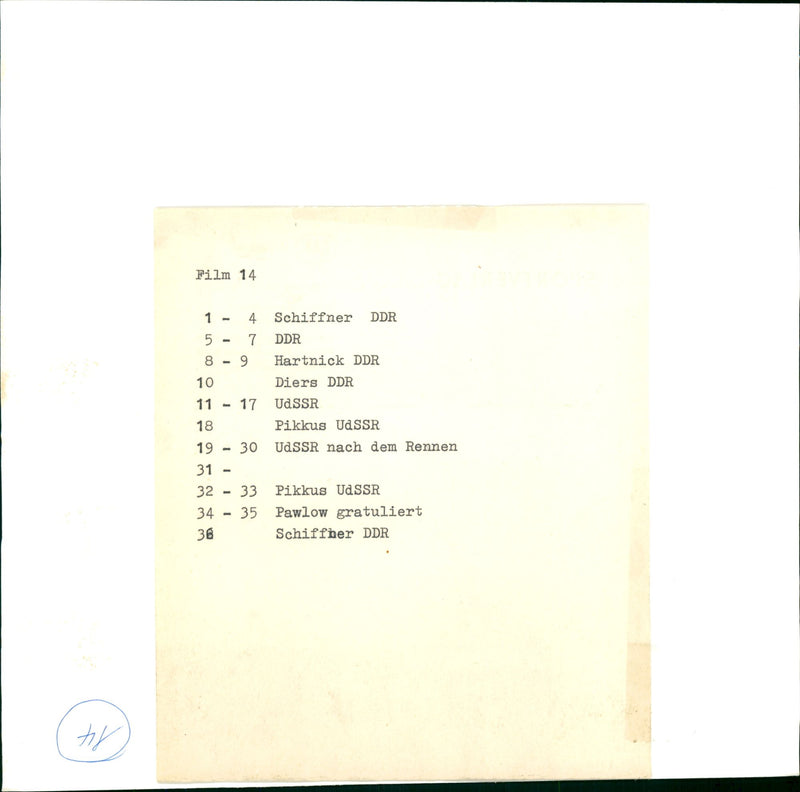 Film 14
1 - 4 Schiffner DDR
5 - 7 DDR
8 - 9 Hartnick DDR
10 Diers DDR
11 - 17 UdSSR
18 Pikkus UdSSR
19 - 30 UdSSR nach dem Rennen
31 -
32 - 33 Pikkus UdSSR
34 - 35 Pawlow gratuliert
36 Schiffner DDR
14